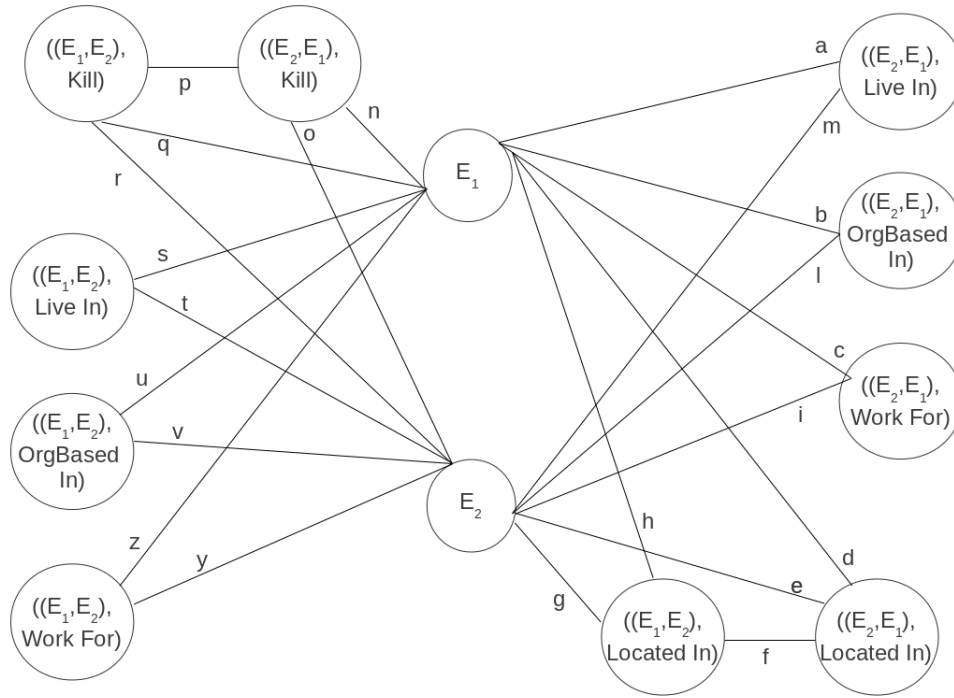 ((E₁,E₂),
Kill)
p
((E₂,E₁),
Kill)
n
o
q
r
a
((E₂,E₁),
Live In)
m
E₁
b
((E₂,E₁),
OrgBased
In)
l
s
((E₁,E₂),
Live In)
t
u
v
((E₁,E₂),
OrgBased
In)
c
((E₂,E₁),
Work For)
i
E₂
z
y
((E₁,E₂),
Work For)
h
d
g
e
((E₁,E₂),
Located In)
f
((E₂,E₁),
Located In)